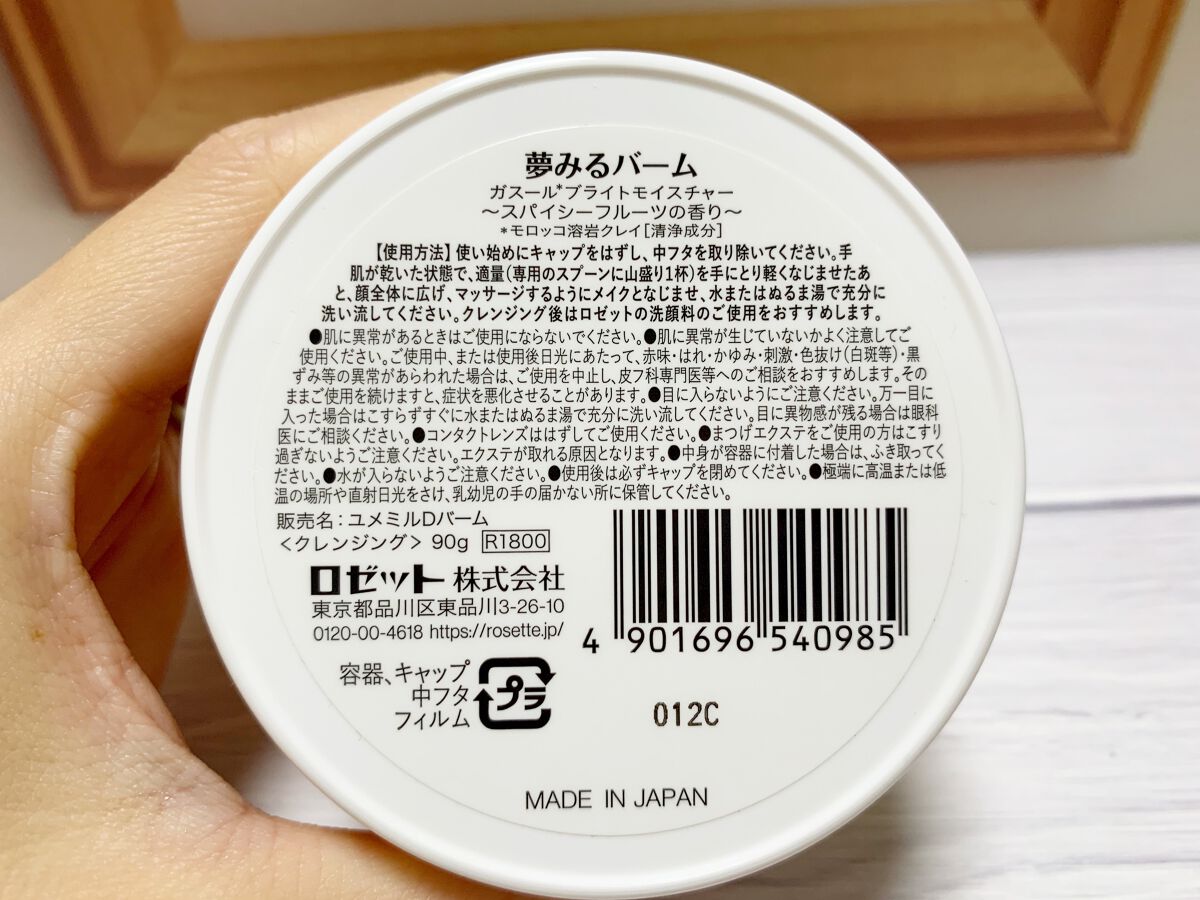 夢みるバーム
ガスール*ブライトモイスチャー
～スパイシーフルーツの香り～
*モロッコ溶岩クレイ[清浄成分]
【使用方法】使い始めにキャップをはずし、中フタを取り除いてください。手
肌が乾いた状態で、適量(専用のスプーンに山盛り1杯)を手にとり軽くなじませたあ
と、顔全体に広げ、マッサージするようにメイクとなじませ、水またはぬるま湯で充分に
洗い流してください。クレンジング後はロゼットの洗顔料のご使用をおすすめします。
●肌に異常があるときはご使用にならないでください。●肌に異常が生じていないかよく注意してご
使用ください。ご使用中、または使用後日光にあたって、赤味・はれ・かゆみ・刺激・色抜け(白斑等)・黒
ずみ等の異常があらわれた場合は、ご使用を中止し、皮フ科専門医等へのご相談をおすすめします。その
ままご使用を続けますと、症状を悪化させることがあります。●目に入らないようにご注意ください。万一目に
入った場合はこすらずすぐに水またはぬるま湯で充分に洗い流してください。目に異物感が残る場合は眼科
医にご相談ください。●コンタクトレンズははずしてご使用ください。●まつげエクステをご使用の方はこすり
過ぎないようご注意ください。エクステが取れる原因となります。●中身が容器に付着した場合は、ふき取ってく
ださい。●水が入らないようご注意ください。●使用後は必ずキャップを閉めてください。●極端に高温または低
温の場所や直射日光をさけ、乳幼児の手の届かない所に保管してください。
販売名:ユメミルDバーム
<クレンジング> 90g R1800
ロゼット 株式会社
東京都品川区東品川3-26-10
0120-00-4618 https://rosette.jp/
4 901696 540985
容器、キャップ
中フタ
フィルム
プラ
012C
MADE IN JAPAN